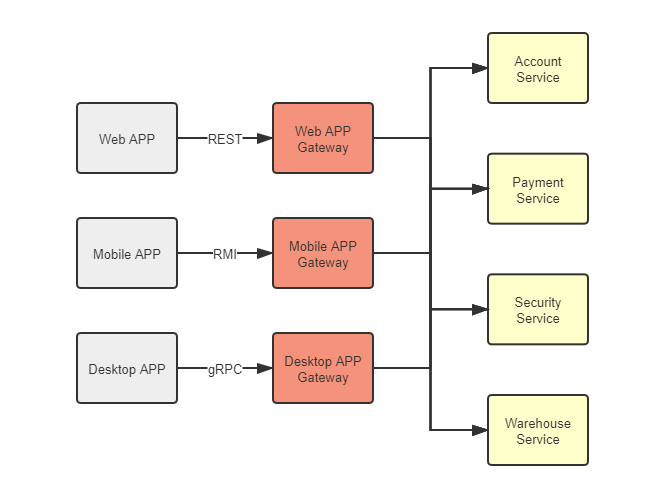 Web APP
REST
Web APP
Gateway
Mobile APP
RMI
Mobile APP
Gateway
Desktop APP
gRPC
Desktop APP
Gateway
Account
Service
Payment
Service
Security
Service
Warehouse
Service